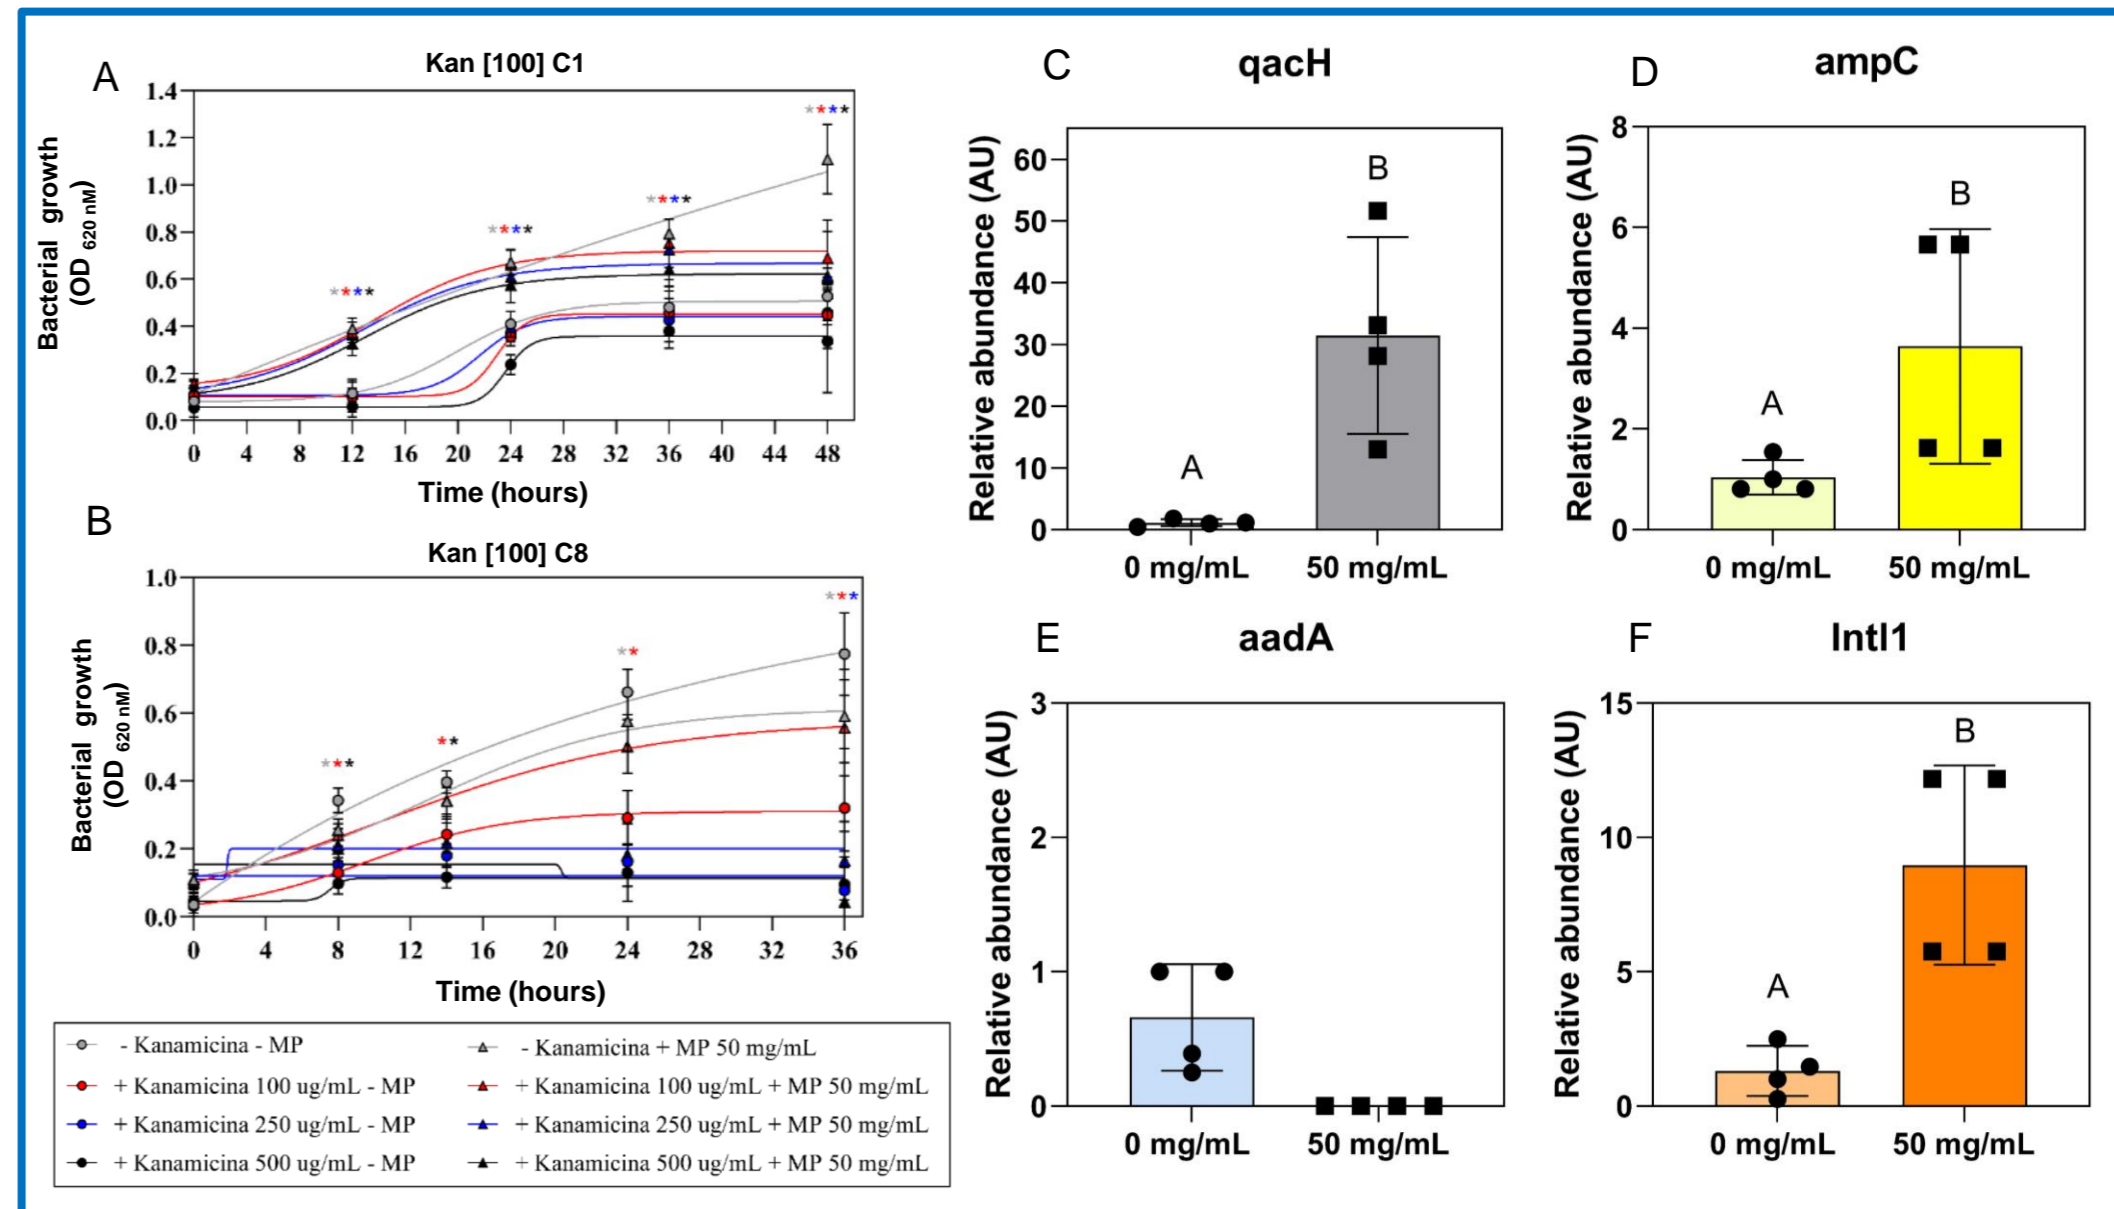 A
Kan [100] C1
Bacterial growth
(OD 620 nM)
1.4
1.2
1.0
0.8
0.6
0.4
0.2
0.0
****
****
****
****
0 4 8 12 16 20 24 28 32 36 40 44 48
Time (hours)
B
Kan [100] C8
Bacterial growth
(OD 620 nM)
1.0
0.8
0.6
0.4
0.2
0.0
***
**
**
***
0 4 8 12 16 20 24 28 32 36
Time (hours)
- Kanamicina - MP
- Kanamicina + MP 50 mg/mL
+ Kanamicina 100 ug/mL - MP
+ Kanamicina 100 ug/mL + MP 50 mg/mL
+ Kanamicina 250 ug/mL - MP
+ Kanamicina 250 ug/mL + MP 50 mg/mL
+ Kanamicina 500 ug/mL - MP
+ Kanamicina 500 ug/mL + MP 50 mg/mL
C
qacH
Relative abundance (AU)
60
50
40
30
20
10
0
A
B
0 mg/mL 50 mg/mL
D
ampC
Relative abundance (AU)
8
6
4
2
0
A
B
0 mg/mL 50 mg/mL
E
aadA
Relative abundance (AU)
3
2
1
0
0 mg/mL 50 mg/mL
F
IntI1
Relative abundance (AU)
15
10
5
0
A
B
0 mg/mL 50 mg/mL